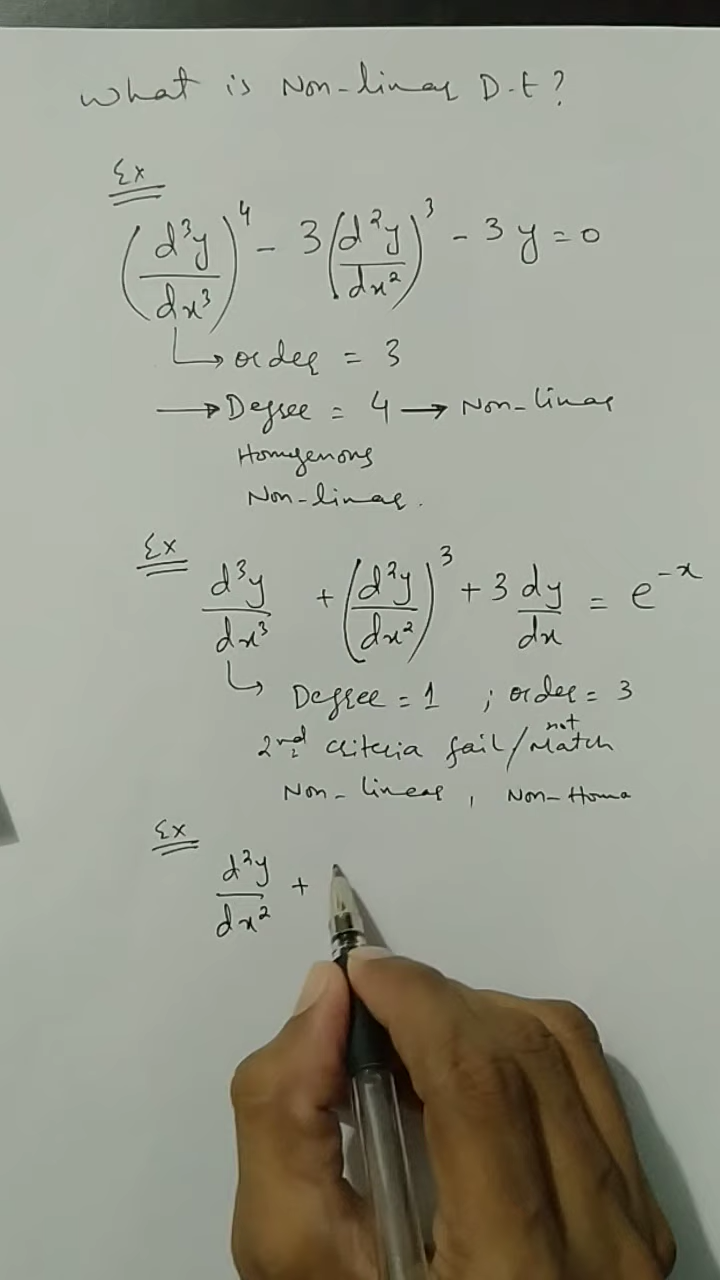 What is Non-linear D.E?
Ex
(d³y/dx³)⁴ - 3(d²y/dx²)³ - 3y = 0
↳ order = 3
→ Degree = 4 → Non-linear
Homogenous
Non-linear.
Ex
d³y/dx³ + (d²y/dx²)³ + 3 dy/dx = e⁻ˣ
↳ Degree = 1 ; order = 3
2nd criteria fail/not Match
Non-linear, Non-Homo
Ex
d²y/dx² +